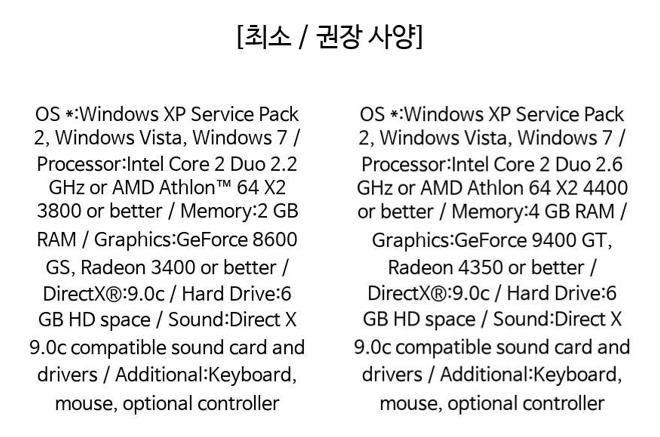 [최소 / 권장 사양]
OS *:Windows XP Service Pack
2, Windows Vista, Windows 7 /
Processor:Intel Core 2 Duo 2.2
GHz or AMD Athlon™ 64 X2
3800 or better / Memory:2 GB
RAM / Graphics:GeForce 8600
GS, Radeon 3400 or better /
DirectX®:9.0c / Hard Drive:6
GB HD space / Sound:Direct X
9.0c compatible sound card and
drivers / Additional:Keyboard,
mouse, optional controller
OS *:Windows XP Service Pack
2, Windows Vista, Windows 7 /
Processor:Intel Core 2 Duo 2.6
GHz or AMD Athlon 64 X2 4400
or better / Memory:4 GB RAM /
Graphics:GeForce 9400 GT,
Radeon 4350 or better /
DirectX®:9.0c / Hard Drive:6
GB HD space / Sound:Direct X
9.0c compatible sound card and
drivers / Additional:Keyboard,
mouse, optional controller